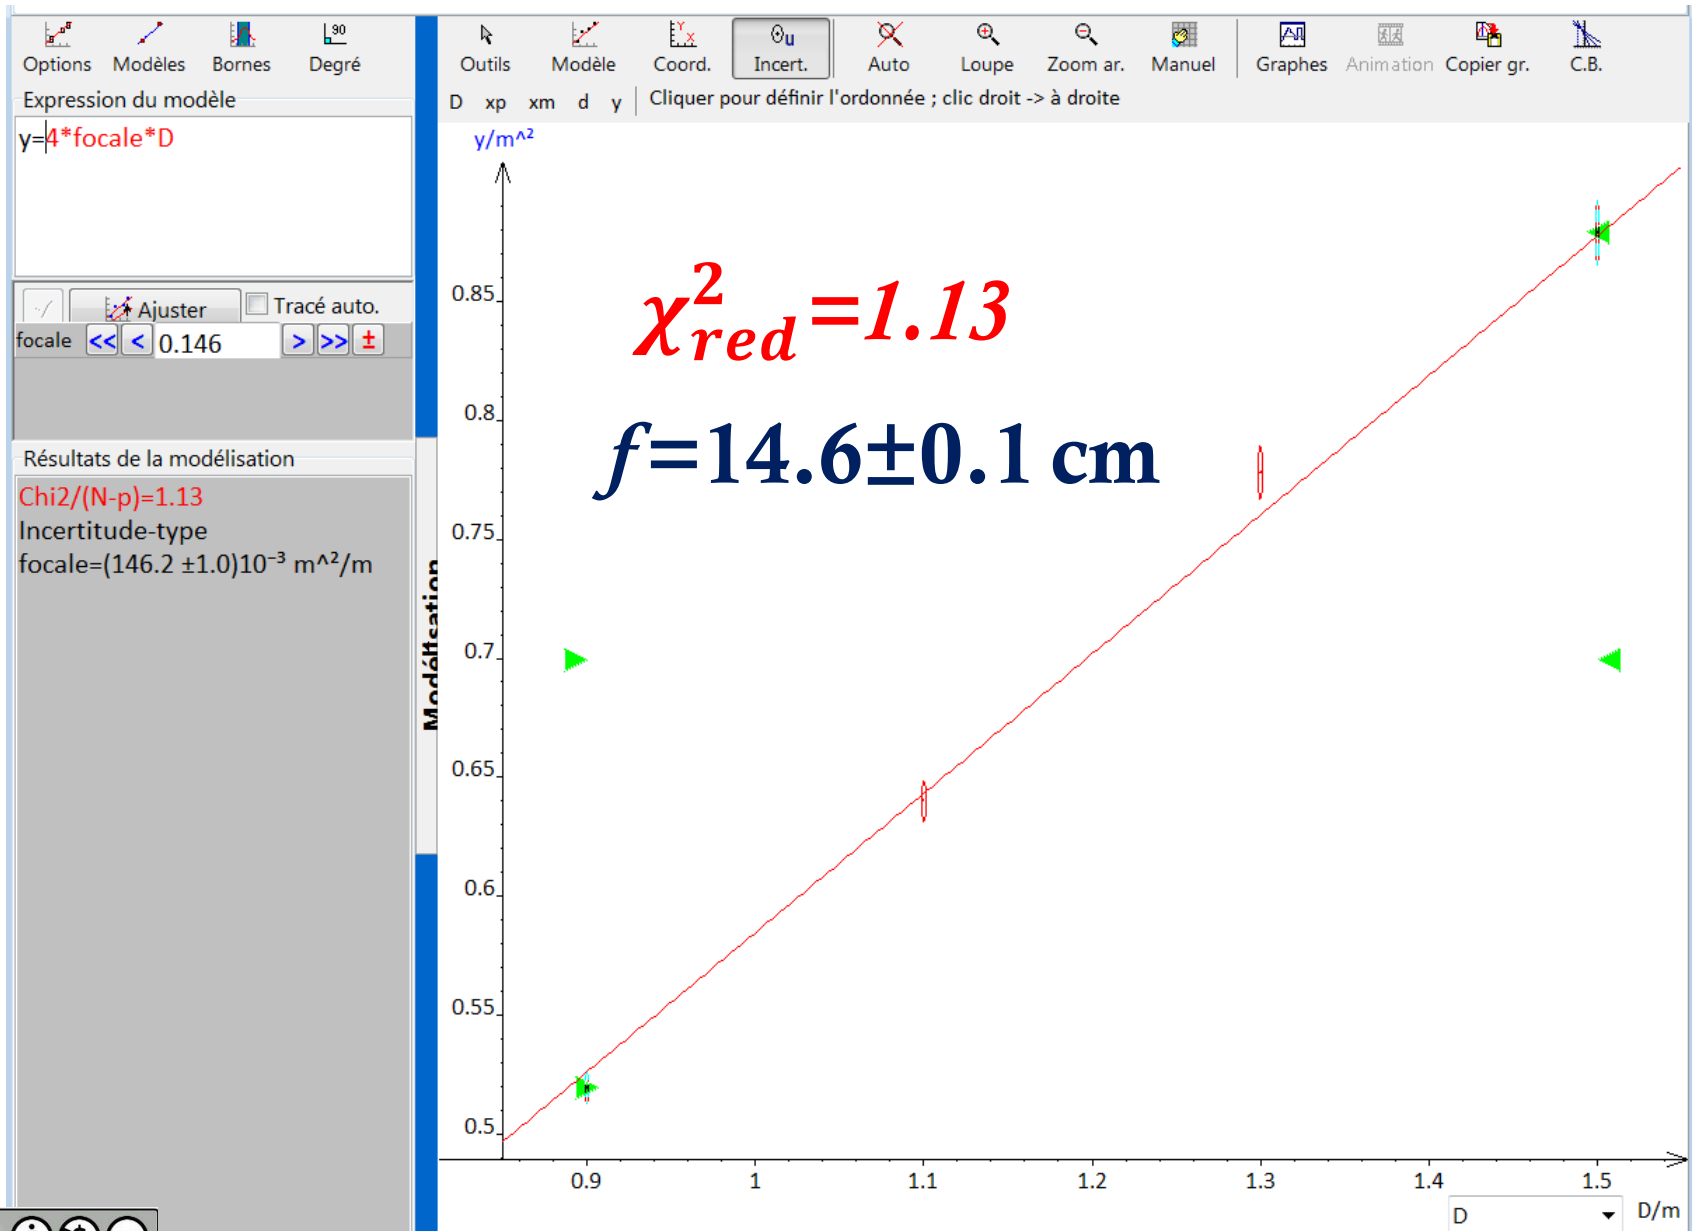 Options Modèles Bornes Degré
Outils Modèle Coord. Incert. Auto Loupe Zoom ar. Manuel Graphes Animation Copier gr. C.B.
D xp xm d y Cliquer pour définir l'ordonnée ; clic droit -> à droite
Expression du modèle
y=4*focale*D
Ajuster Tracé auto.
focale << < 0.146 > >> ±
Résultats de la modélisation
Chi2/(N-p)=1.13
Incertitude-type
focale=(146.2 ±1.0)10⁻³ m^²/m
Modélisation
y/m^²
χ²red=1.13
f=14.6±0.1 cm
0.85
0.8
0.75
0.7
0.65
0.6
0.55
0.5
0.9 1 1.1 1.2 1.3 1.4 1.5
D D/m